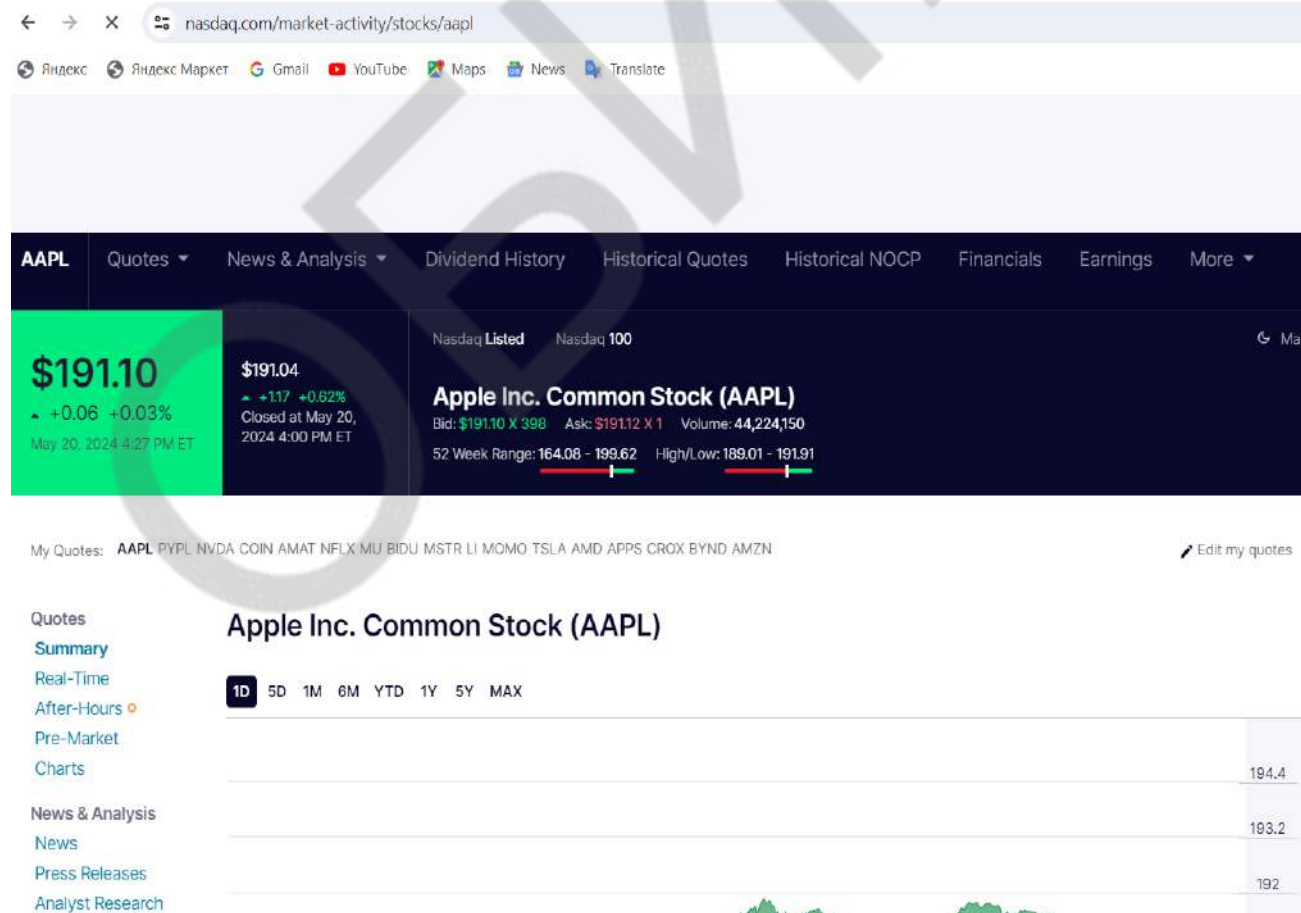 nasdaq.com/market-activity/stocks/aapl
Яндекс Яндекс Маркет Gmail YouTube Maps News Translate
AAPL Quotes News & Analysis Dividend History Historical Quotes Historical NOCP Financials Earnings More
Nasdaq Listed Nasdaq 100
$191.10
+0.06 +0.03%
May 20, 2024 4:27 PM ET
$191.04
+1.17 +0.62%
Closed at May 20,
2024 4:00 PM ET
Apple Inc. Common Stock (AAPL)
Bid: $191.10 X 398 Ask: $191.12 X 1 Volume: 44,224,150
52 Week Range: 164.08 - 199.62 High/Low: 189.01 - 191.91
My Quotes: AAPL PYPL NVDA COIN AMAT NFLX MU BIDU MSTR LI MOMO TSLA AMD APPS CROX BYND AMZN
Edit my quotes
Quotes
Summary
Real-Time
After-Hours
Pre-Market
Charts
News & Analysis
News
Press Releases
Analyst Research
Apple Inc. Common Stock (AAPL)
1D 5D 1M 6M YTD 1Y 5Y MAX
194.4
193.2
192